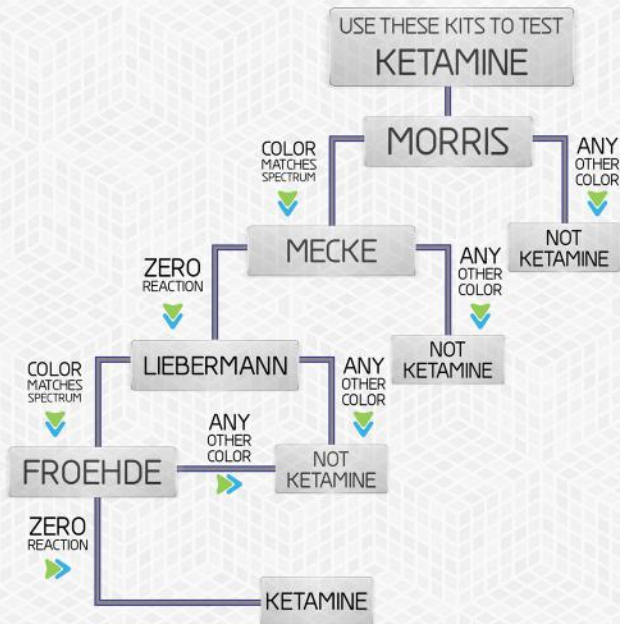 USE THESE KITS TO TEST
KETAMINE
MORRIS
COLOR
MATCHES
SPECTRUM
ANY
OTHER
COLOR
NOT
KETAMINE
MECKE
ZERO
REACTION
ANY
OTHER
COLOR
NOT
KETAMINE
LIEBERMANN
COLOR
MATCHES
SPECTRUM
ANY
OTHER
COLOR
NOT
KETAMINE
FROEHDE
ANY
OTHER
COLOR
ZERO
REACTION
KETAMINE